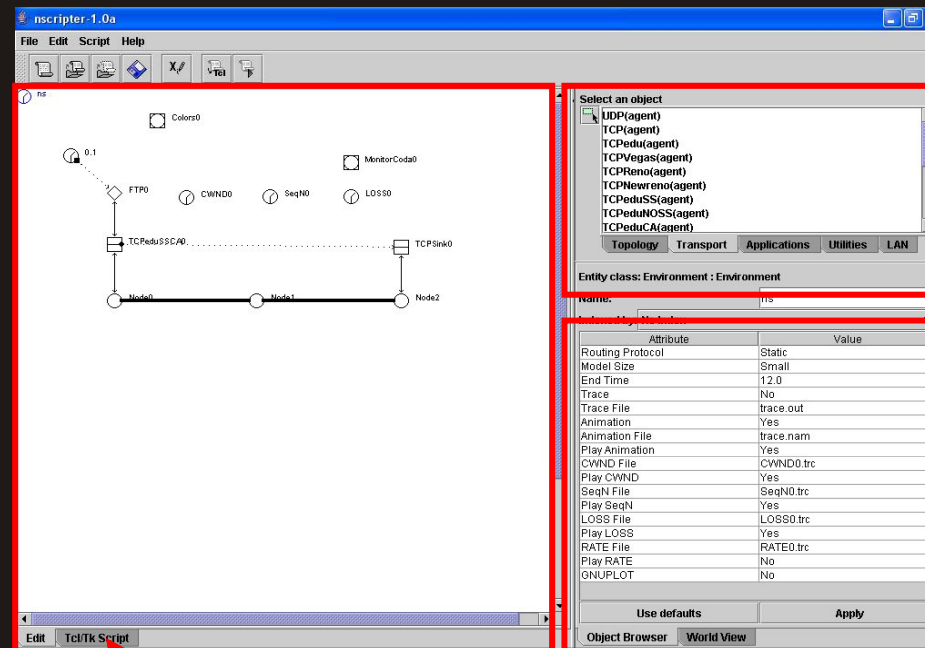 nscripter-1.0a
File Edit Script Help
Tcl
ns
Colors0
0.1
MonitorCoda0
FTP0
CWND0
SeqN0
LOSS0
TCPeduSSCA0
TCPSink0
Node0
Node1
Node2
Edit
Tcl/Tk Script
Select an object
UDP(agent)
TCP(agent)
TCPedu(agent)
TCPVegas(agent)
TCPReno(agent)
TCPNewreno(agent)
TCPeduSS(agent)
TCPeduNOSS(agent)
TCPeduCA(agent)
Topology Transport Applications Utilities LAN
Entity class: Environment : Environment
Name: ns
Indexed by: No Index
Attribute Value
Routing Protocol Static
Model Size Small
End Time 12.0
Trace No
Trace File trace.out
Animation Yes
Animation File trace.nam
Play Animation Yes
CWND File CWND0.trc
Play CWND Yes
SeqN File SeqN0.trc
Play SeqN Yes
LOSS File LOSS0.trc
Play LOSS Yes
RATE File RATE0.trc
Play RATE No
GNUPLOT No
Use defaults Apply
Object Browser World View